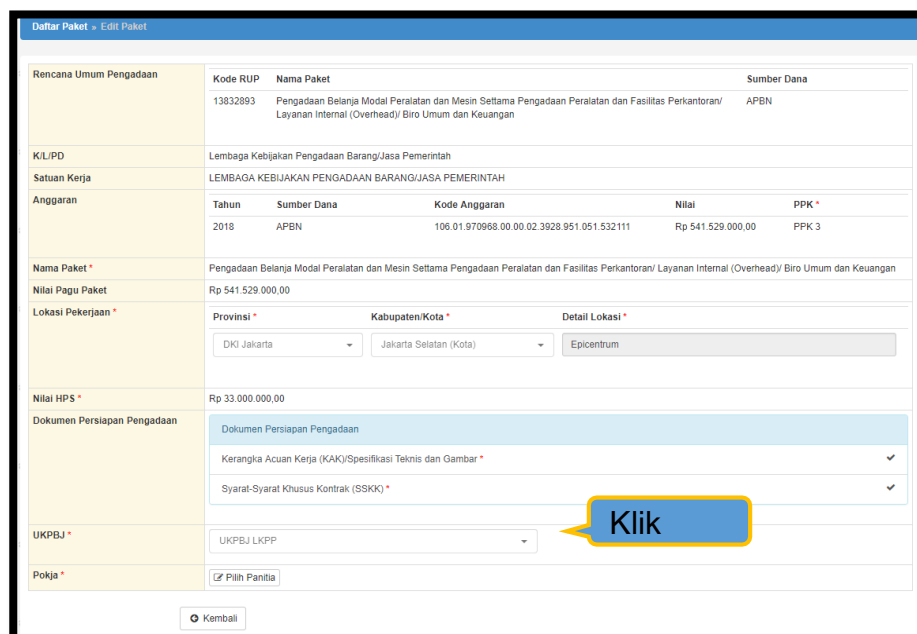 Daftar Paket » Edit Paket
Rencana Umum Pengadaan
Kode RUP Nama Paket Sumber Dana
13832893 Pengadaan Belanja Modal Peralatan dan Mesin Settama Pengadaan Peralatan dan Fasilitas Perkantoran/ APBN
Layanan Internal (Overhead)/ Biro Umum dan Keuangan
K/L/PD Lembaga Kebijakan Pengadaan Barang/Jasa Pemerintah
Satuan Kerja LEMBAGA KEBIJAKAN PENGADAAN BARANG/JASA PEMERINTAH
Anggaran
Tahun Sumber Dana Kode Anggaran Nilai PPK *
2018 APBN 106.01.970968.00.00.02.3928.951.051.532111 Rp 541.529.000,00 PPK 3
Nama Paket * Pengadaan Belanja Modal Peralatan dan Mesin Settama Pengadaan Peralatan dan Fasilitas Perkantoran/ Layanan Internal (Overhead)/ Biro Umum dan Keuangan
Nilai Pagu Paket Rp 541.529.000,00
Lokasi Pekerjaan *
Provinsi * Kabupaten/Kota * Detail Lokasi *
DKI Jakarta Jakarta Selatan (Kota) Epicentrum
Nilai HPS * Rp 33.000.000,00
Dokumen Persiapan Pengadaan
Dokumen Persiapan Pengadaan
Kerangka Acuan Kerja (KAK)/Spesifikasi Teknis dan Gambar *
Syarat-Syarat Khusus Kontrak (SSKK) *
Klik
UKPBJ * UKPBJ LKPP
Pokja * Pilih Panitia
Kembali